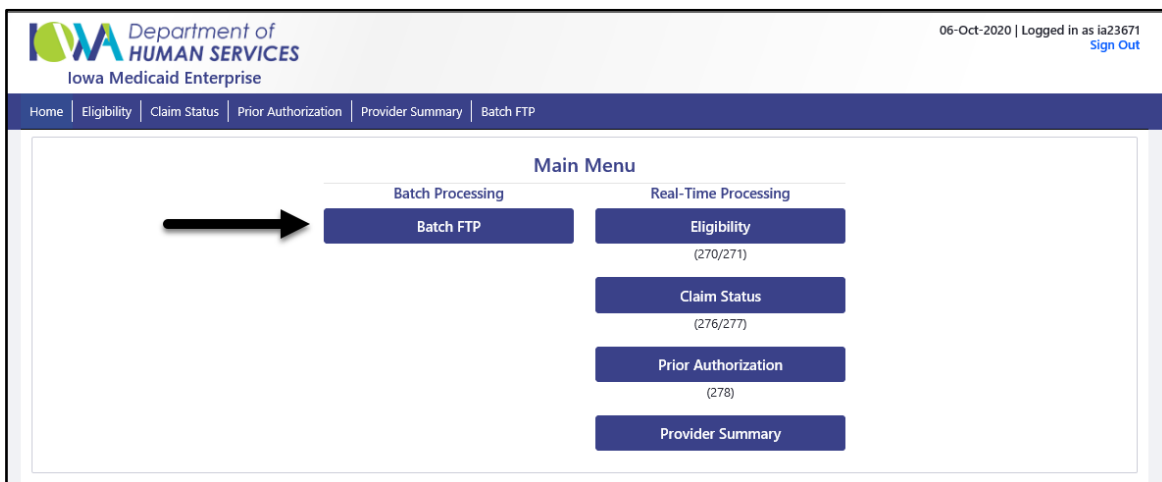 IOWA Department of
HUMAN SERVICES
Iowa Medicaid Enterprise
06-Oct-2020 | Logged in as ia23671
Sign Out
Home | Eligibility | Claim Status | Prior Authorization | Provider Summary | Batch FTP
Main Menu
Batch Processing
Real-Time Processing
Batch FTP
Eligibility
(270/271)
Claim Status
(276/277)
Prior Authorization
(278)
Provider Summary